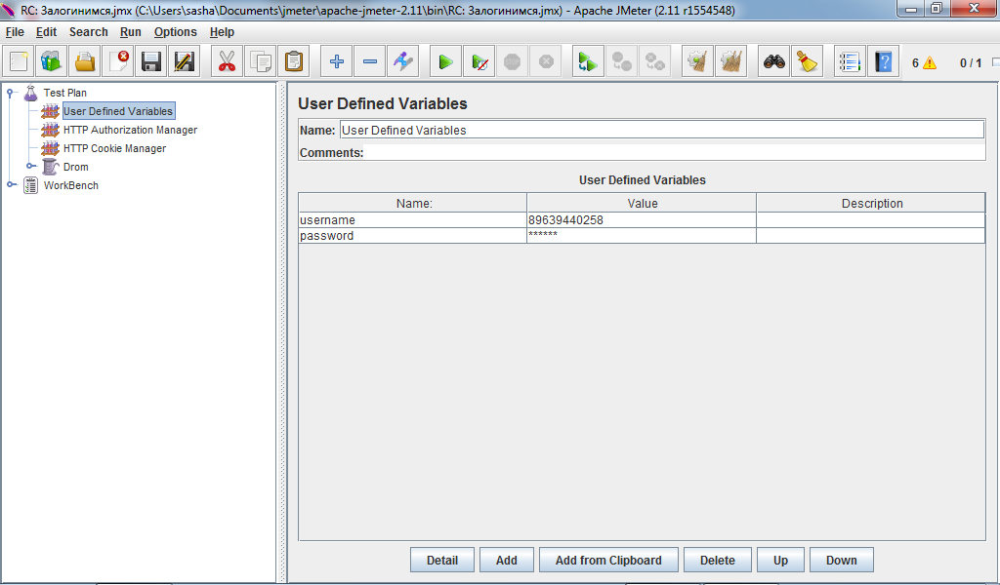 RC: Залогинимся.jmx (C:\Users\sasha\Documents\jmeter\apache-jmeter-2.11\bin\RC: Залогинимся.jmx) - Apache JMeter (2.11 r1554548)
File Edit Search Run Options Help
6 0 / 1
Test Plan
User Defined Variables
HTTP Authorization Manager
HTTP Cookie Manager
Drom
WorkBench
User Defined Variables
Name: User Defined Variables
Comments:
User Defined Variables
Name: Value Description
username 89639440258
password ******
Detail Add Add from Clipboard Delete Up Down